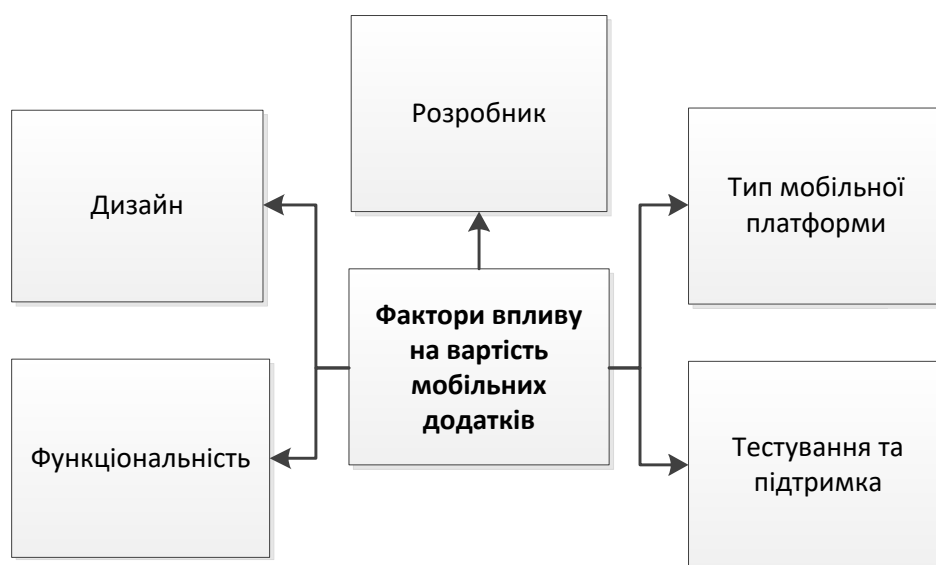 Розробник
Дизайн
Тип мобільної
платформи
Фактори впливу
на вартість
мобільних
додатків
Функціональність
Тестування та
підтримка